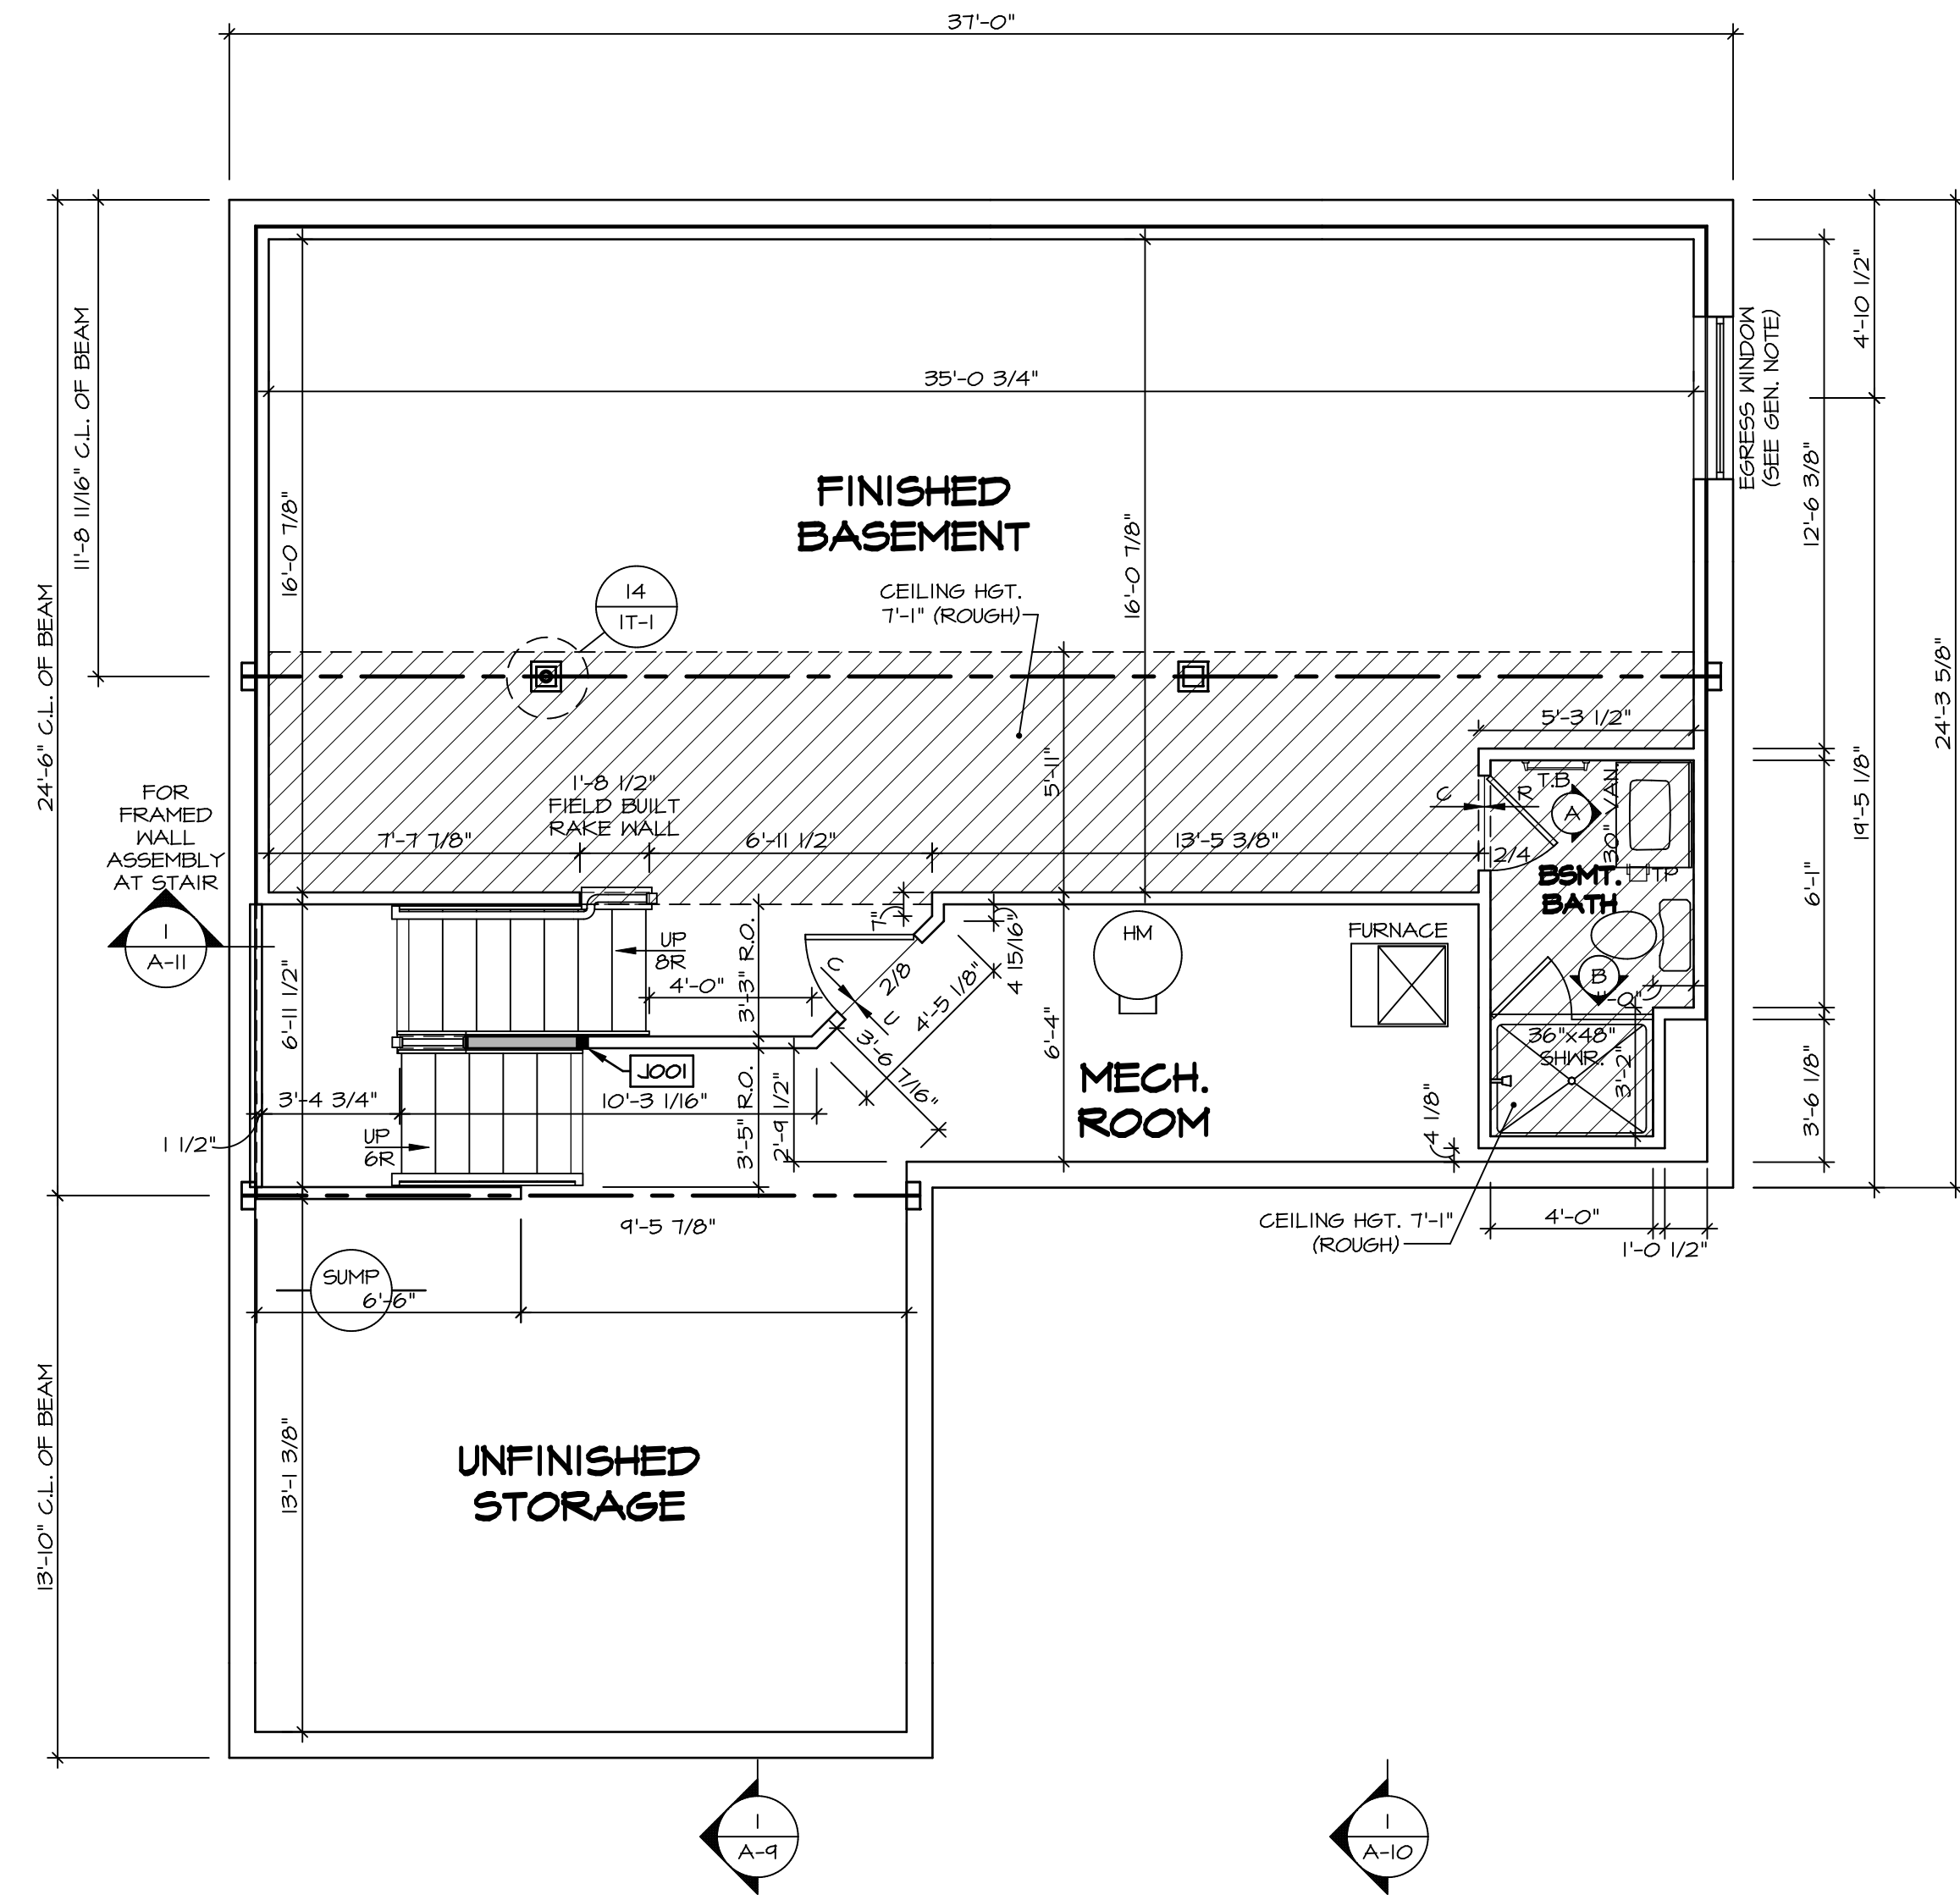 37'-0"
4'-10 1/2"
11'-8 11/16" C.L. OF BEAM
EGRESS WINDOW
(SEE GEN. NOTE)
35'-0 3/4"
12'-6 3/8"
FINISHED
BASEMENT
16'-0 7/8"
16'-0 7/8"
24'-6" C.L. OF BEAM
24'-3 5/8"
CEILING HGT.
7'-1" (ROUGH)
14
1T-1
5'-3 1/2"
5'-11"
19'-5 1/8"
FOR
FRAMED
WALL
ASSEMBLY
AT STAIR
1
A-11
1'-8 1/2"
FIELD BUILT
RAKE WALL
7'-7 7/8"
6'-11 1/2"
13'-5 3/8"
C
R
T.B.
A
30" VAN.
2/4
BSMT.
BATH
TP
6'-1"
7"
4 15/16"
HM
FURNACE
UP
8R
3'-3" R.O.
4'-0"
C
2/8
U
4'-5 1/8"
3'-6 7/16"
6'-11 1/2"
6'-4"
B
1'-0"
36"x48"
SHWR.
3'-2"
J001
MECH.
ROOM
3'-4 3/4"
10'-3 1/16"
3'-5" R.O.
2'-9 1/2"
4 1/8"
3'-6 1/8"
1 1/2"
UP
6R
9'-5 7/8"
CEILING HGT. 7'-1"
(ROUGH)
4'-0"
1'-0 1/2"
SUMP
6'-6"
13'-10" C.L. OF BEAM
13'-1 3/8"
UNFINISHED
STORAGE
1
A-9
1
A-10